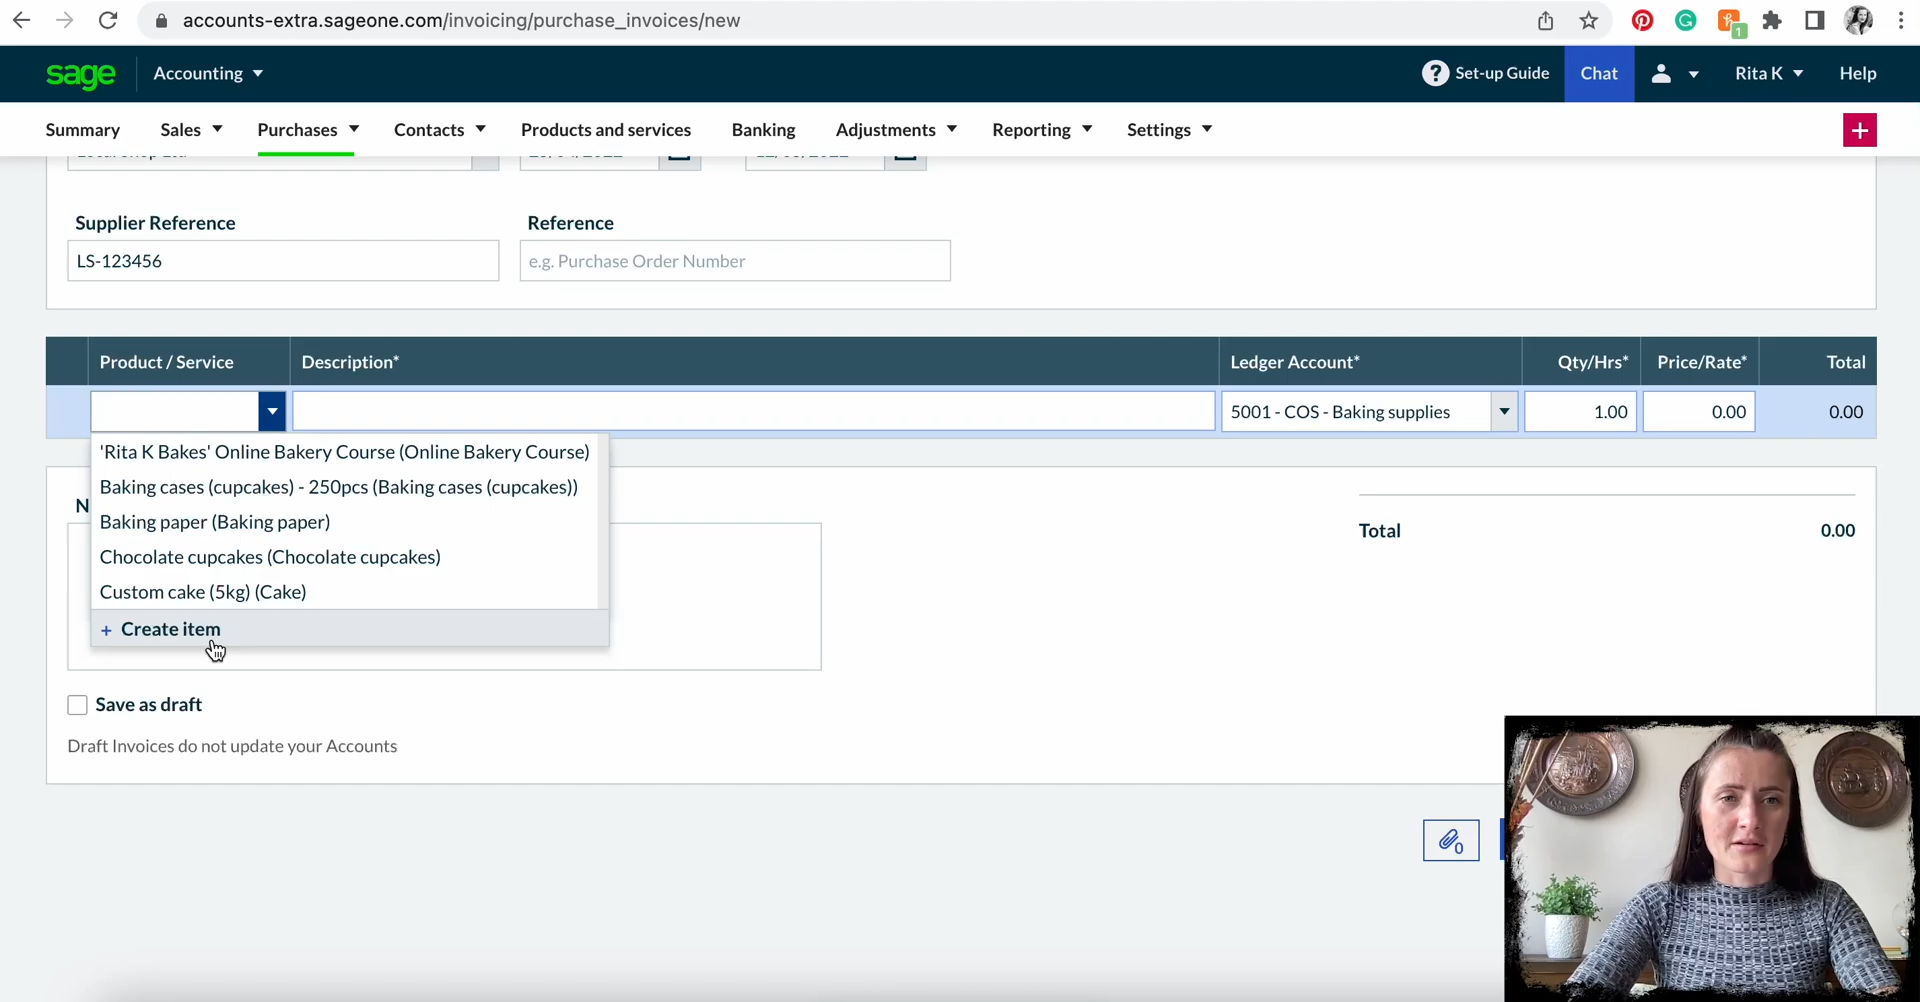 accounts-extra.sageone.com/invoicing/purchase_invoices/new
1
sage
Accounting
? Set-up Guide
Chat
Rita K
Help
Summary
Sales
Purchases
Contacts
Products and services
Banking
Adjustments
Reporting
Settings
+
Supplier Reference
Reference
LS-123456
e.g. Purchase Order Number
Product / Service
Description*
Ledger Account*
Qty/Hrs*
Price/Rate*
Total
5001 - COS - Baking supplies
1.00
0.00
0.00
'Rita K Bakes' Online Bakery Course (Online Bakery Course)
Baking cases (cupcakes) - 250pcs (Baking cases (cupcakes))
Baking paper (Baking paper)
Chocolate cupcakes (Chocolate cupcakes)
Custom cake (5kg) (Cake)
+ Create item
N
Total
0.00
Save as draft
Draft Invoices do not update your Accounts
0